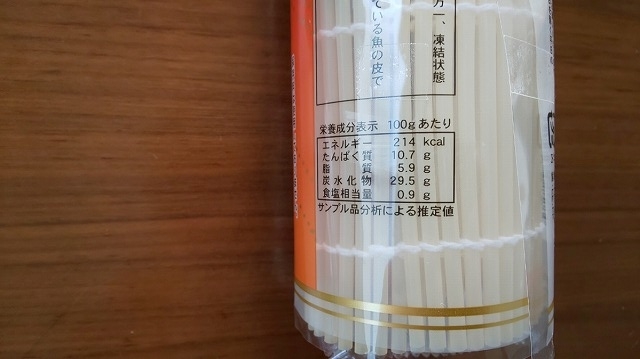 万一、凍結状態
ている魚の皮で
栄養成分表示 100gあたり
エネルギー 214 kcal
たんぱく質 10.7 g
脂質 5.9 g
炭水化物 29.5 g
食塩相当量 0.9 g
サンプル品分析による推定値